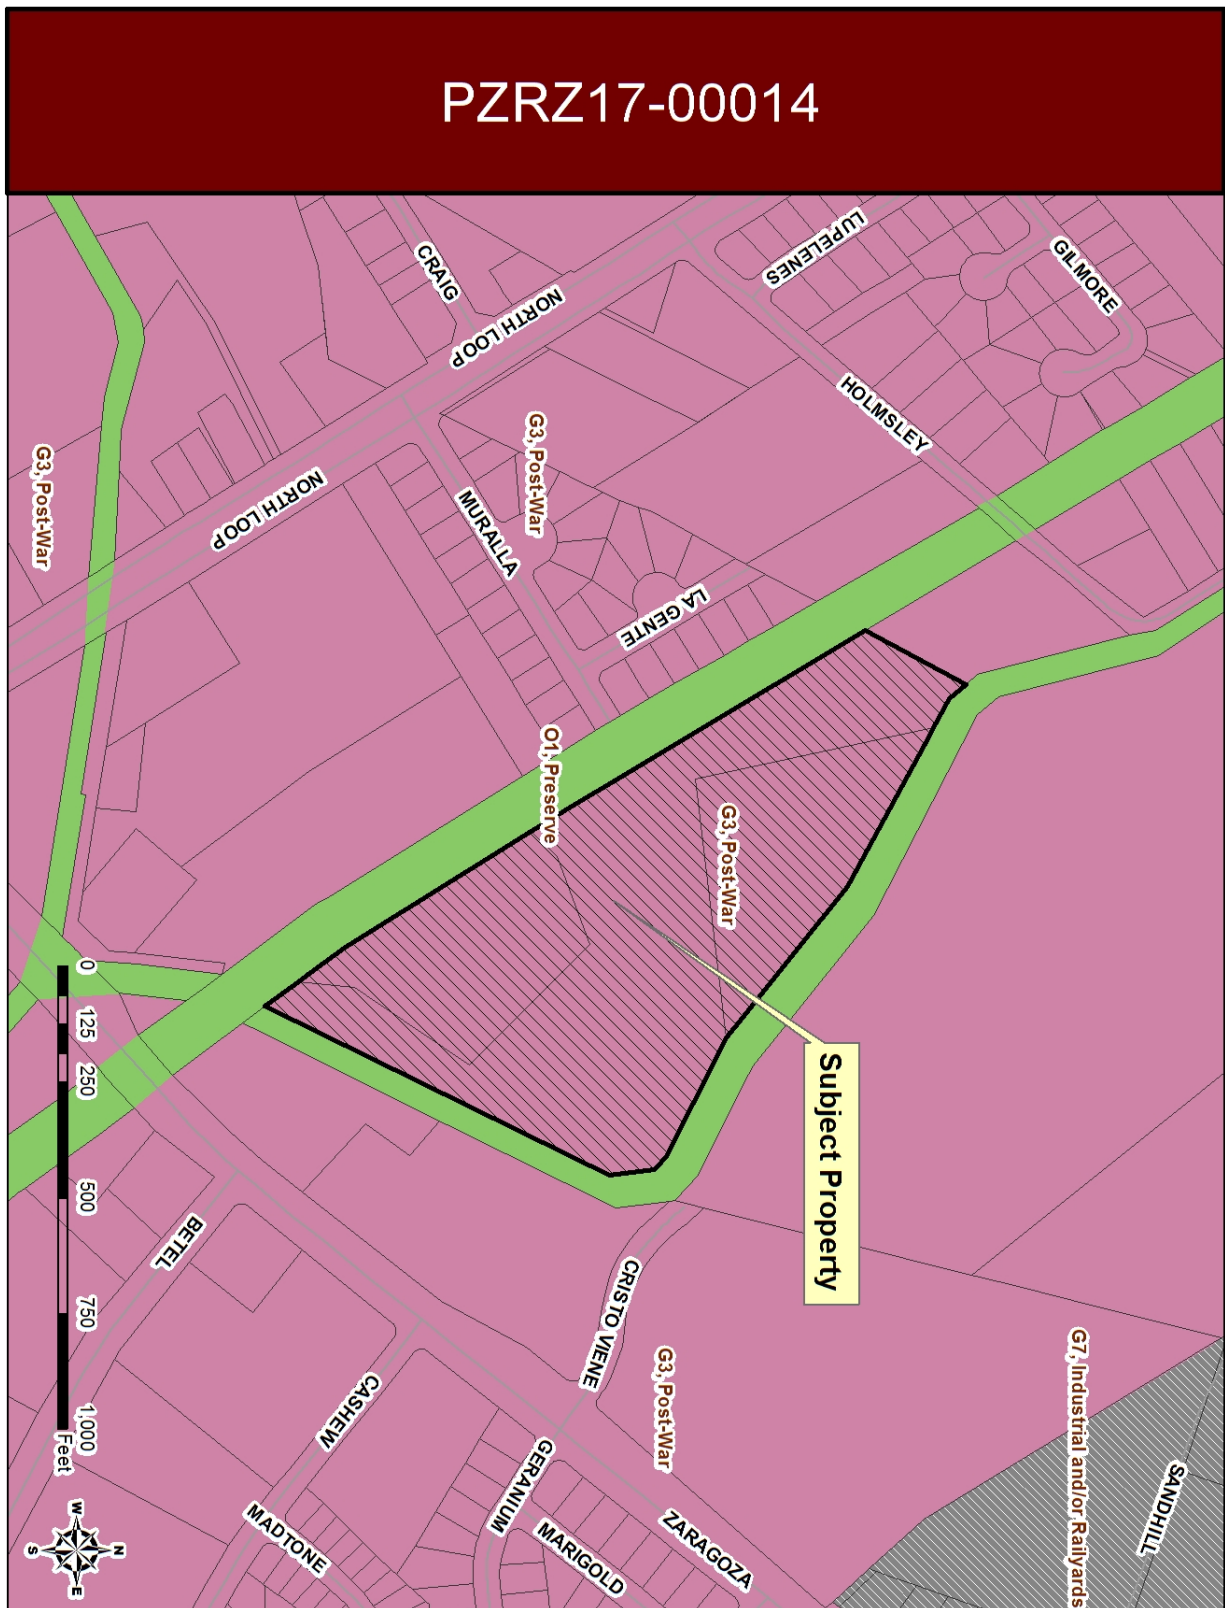 PZRZ17-00014
LUPELENES
GILMORE
CRAIG
NORTH LOOP
HOLMSLEY
G3, Post-War
G3, Post-War
NORTH LOOP
MURALLA
LA GENTE
O1, Preserve
G3, Post-War
Subject Property
0 125 250 500 750 1,000
Feet
BETEL
CRISTO VIENE
G3, Post-War
G7, Industrial and/or Railyards
CASHEW
GERANIUM
SANDHILL
MADTONE
MARIGOLD
ZARAGOZA
N
W
E
S